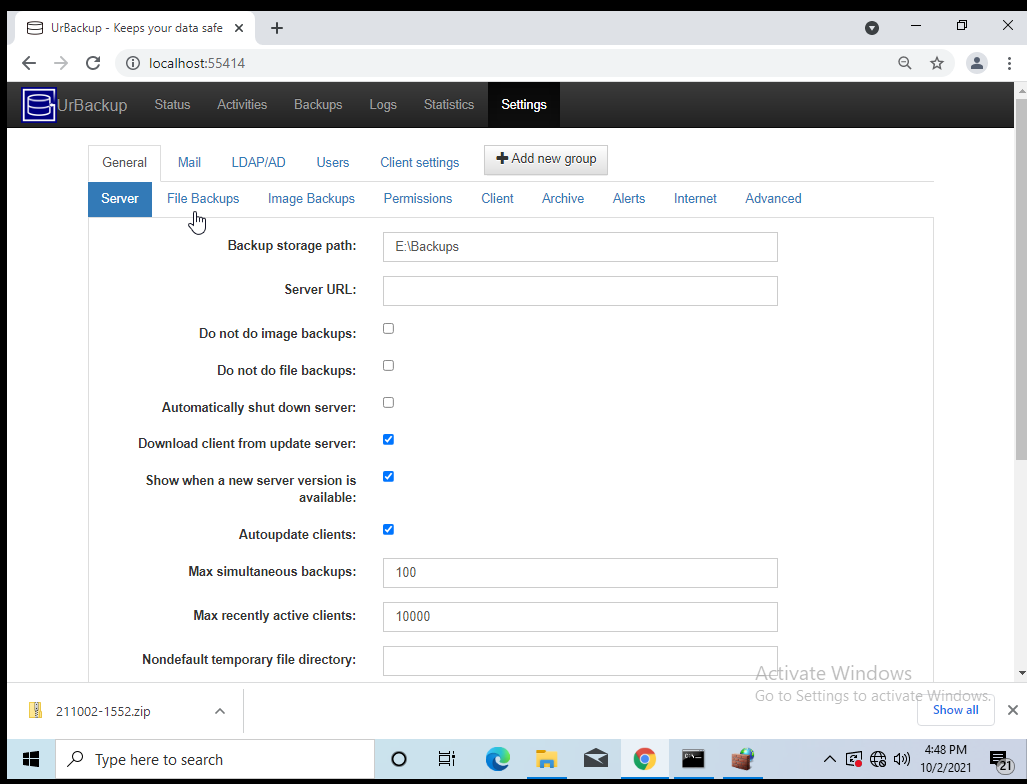 UrBackup - Keeps your data safe
localhost:55414
UrBackup Status Activities Backups Logs Statistics Settings
General Mail LDAP/AD Users Client settings Add new group
Server File Backups Image Backups Permissions Client Archive Alerts Internet Advanced
Backup storage path: E:\Backups
Server URL:
Do not do image backups:
Do not do file backups:
Automatically shut down server:
Download client from update server:
Show when a new server version is
available:
Autoupdate clients:
Max simultaneous backups: 100
Max recently active clients: 10000
Nondefault temporary file directory:
Activate Windows
Go to Settings to activate Windows.
211002-1552.zip
Show all
Type here to search
4:48 PM
10/2/2021
21